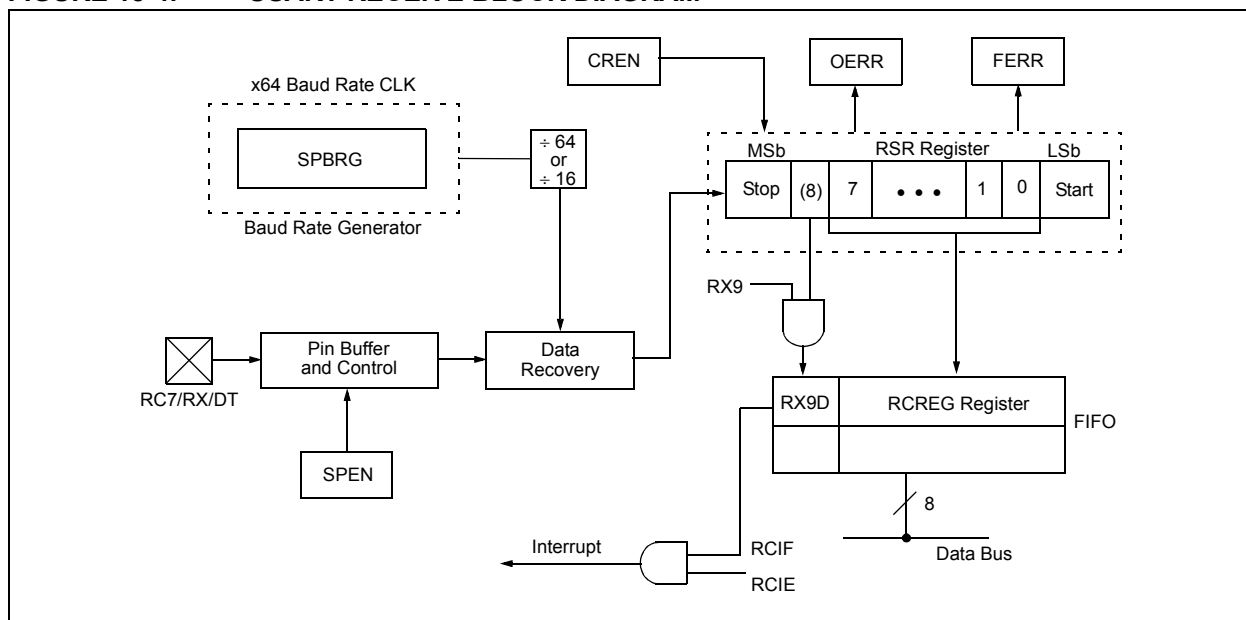 CREN
OERR
FERR
x64 Baud Rate CLK
SPBRG
÷ 64
or
÷ 16
Baud Rate Generator
MSb
RSR Register
LSb
Stop
(8)
7
• • •
1
0
Start
RX9
Pin Buffer
and Control
Data
Recovery
RC7/RX/DT
SPEN
RX9D
RCREG Register
FIFO
8
Interrupt
RCIF
RCIE
Data Bus